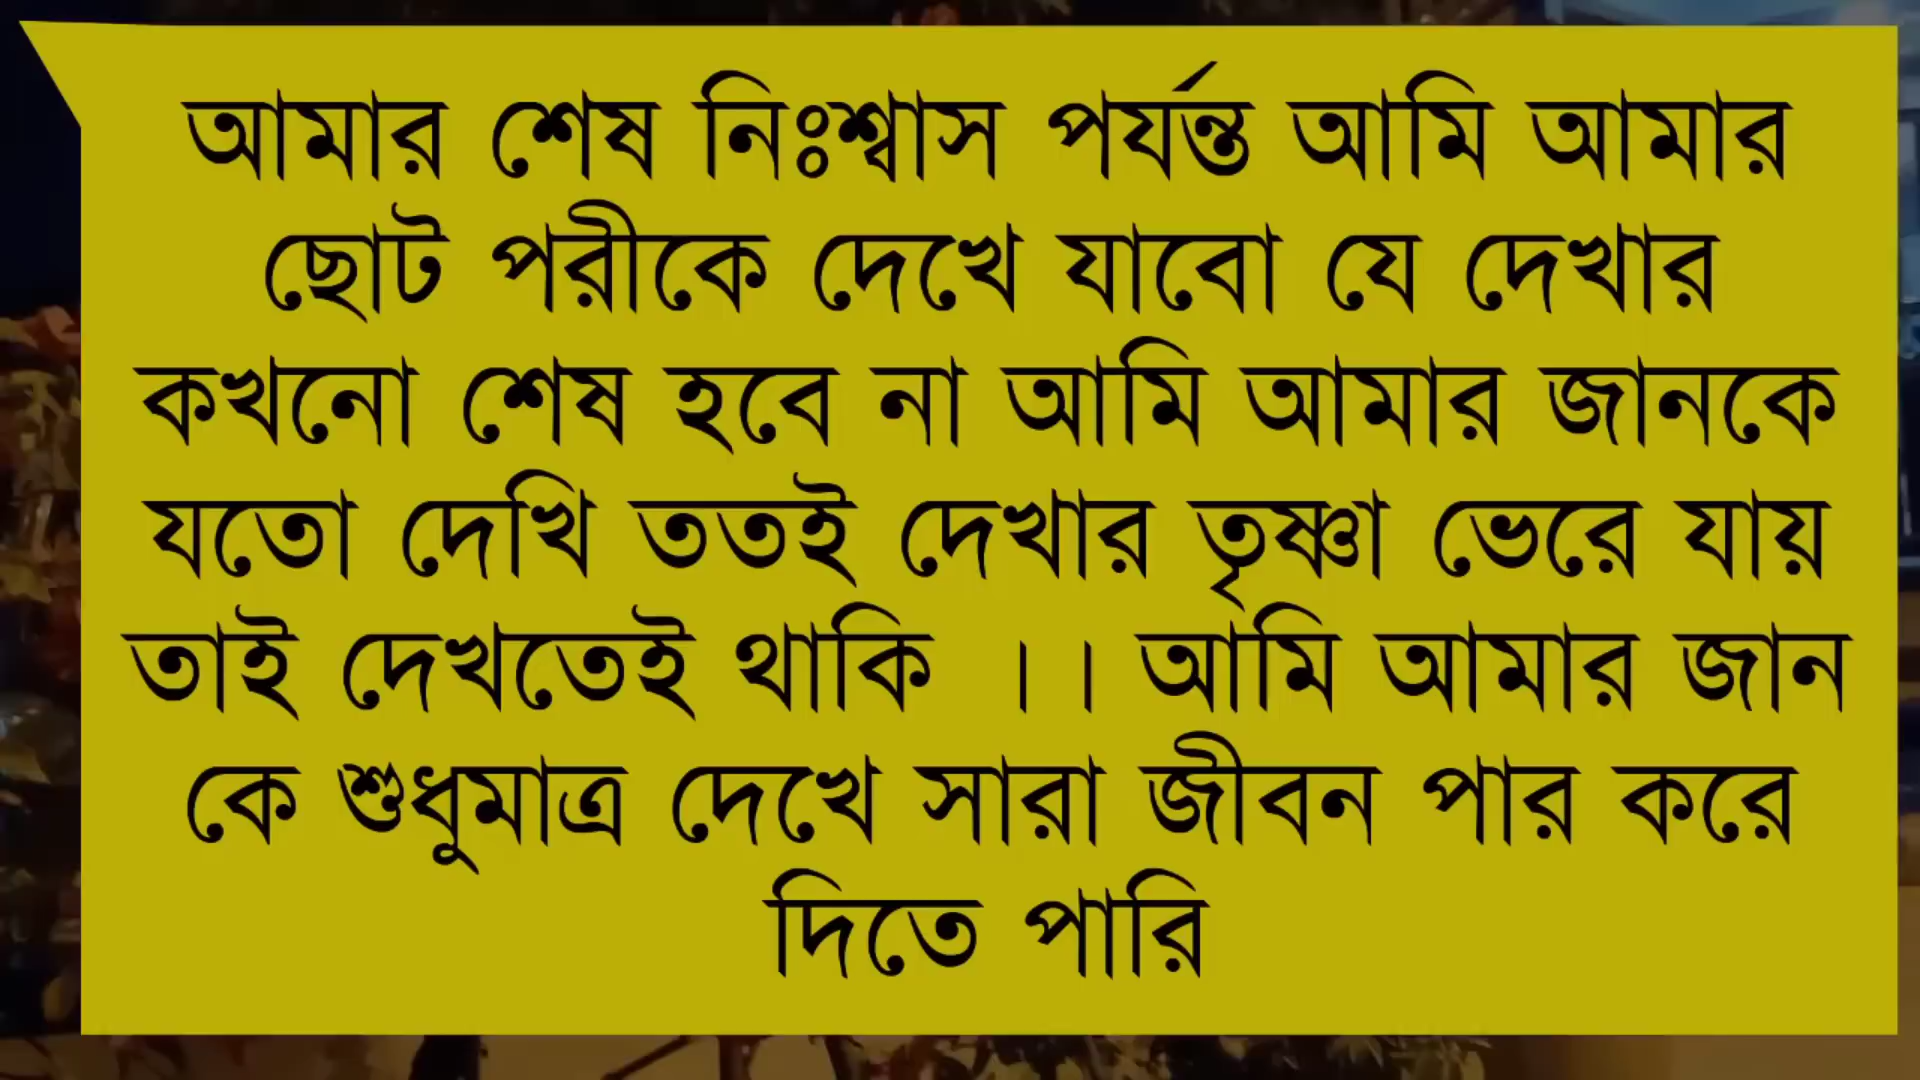 আমার শেষ নিঃশ্বাস পর্যন্ত আমি আমার
ছোট পরীকে দেখে যাবো যে দেখার
কখনো শেষ হবে না আমি আমার জানকে
যতো দেখি ততই দেখার তৃষ্ণা ভেরে যায়
তাই দেখতেই থাকি ।। আমি আমার জান
কে শুধুমাত্র দেখে সারা জীবন পার করে
দিতে পারি